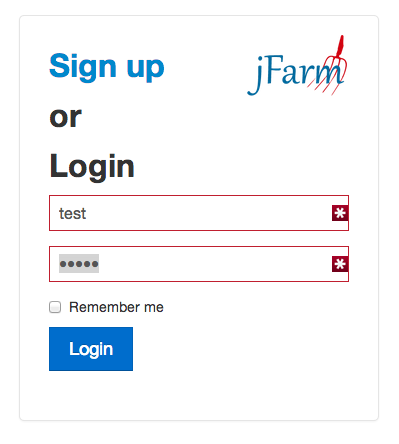 Sign up
jFarm
or
Login
test
•••••
Remember me
Login